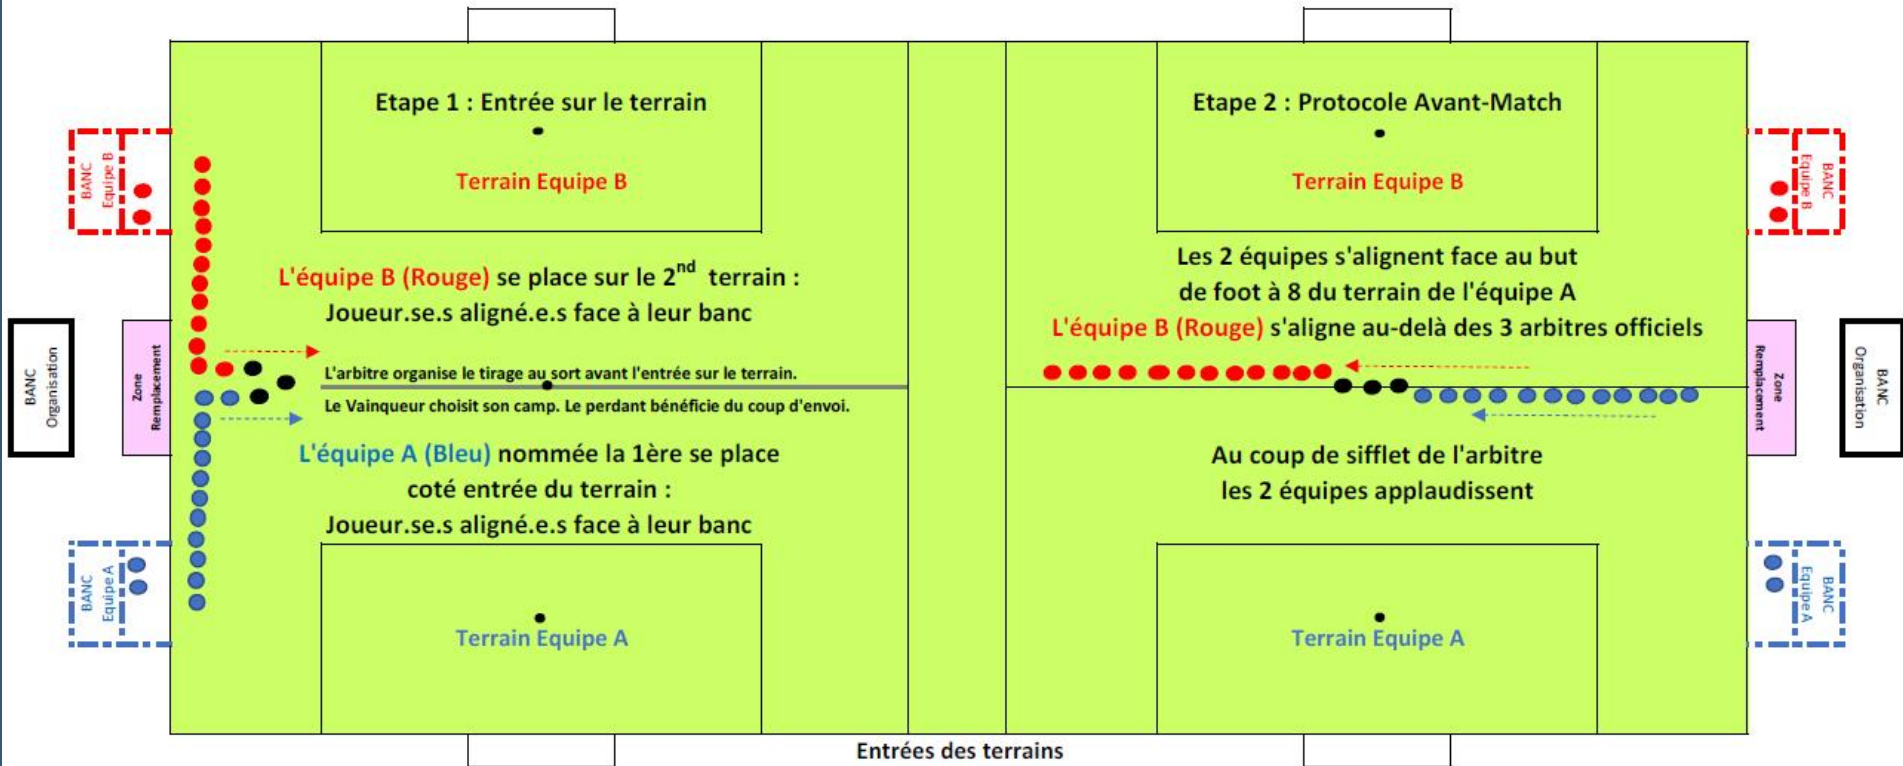 Etape 1 : Entrée sur le terrain
Terrain Equipe B
BANC
Equipe B
L'équipe B (Rouge) se place sur le 2nd terrain :
Joueur.se.s aligné.e.s face à leur banc
BANC
Organisation
Zone
Remplacement
L'arbitre organise le tirage au sort avant l'entrée sur le terrain.
Le Vainqueur choisit son camp. Le perdant bénéficie du coup d'envoi.
L'équipe A (Bleu) nommée la 1ère se place
coté entrée du terrain :
Joueur.se.s aligné.e.s face à leur banc
BANC
Equipe A
Terrain Equipe A
Etape 2 : Protocole Avant-Match
Terrain Equipe B
BANC
Equipe B
Les 2 équipes s'alignent face au but
de foot à 8 du terrain de l'équipe A
L'équipe B (Rouge) s'aligne au-delà des 3 arbitres officiels
Zone
Remplacement
BANC
Organisation
Au coup de sifflet de l'arbitre
les 2 équipes applaudissent
BANC
Equipe A
Terrain Equipe A
Entrées des terrains